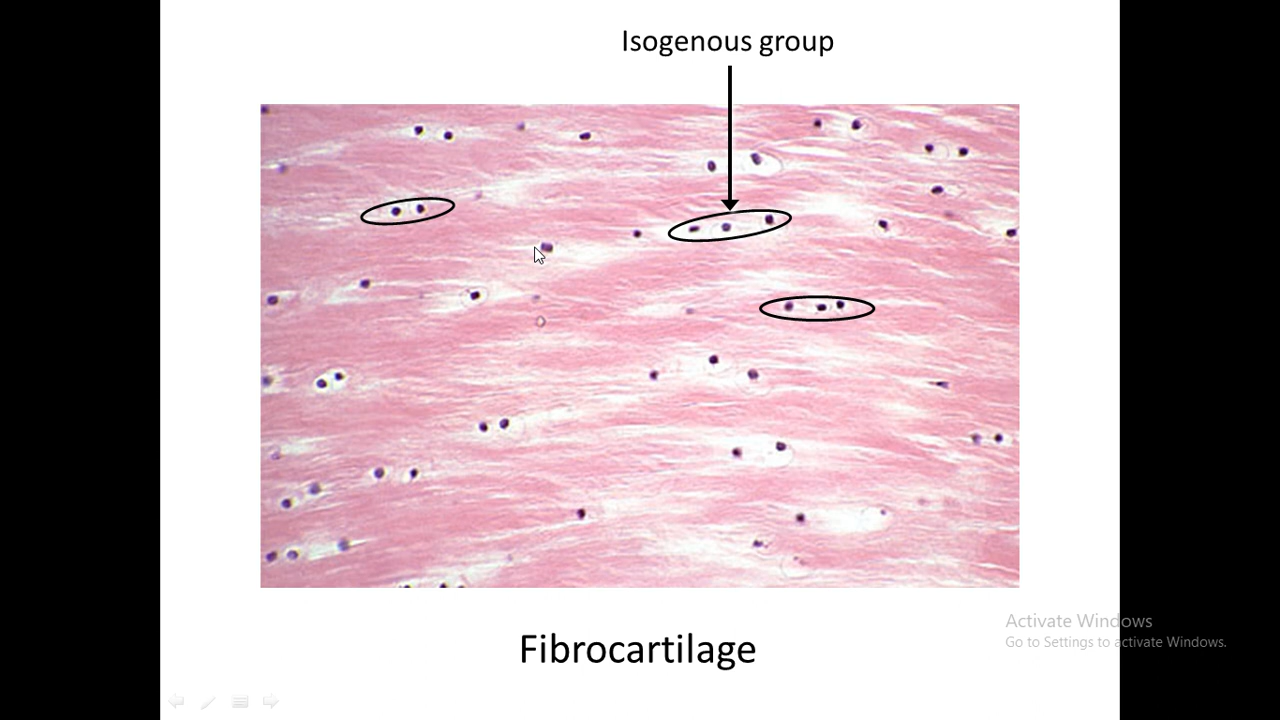 Isogenous group
Fibrocartilage
Activate Windows
Go to Settings to activate Windows.